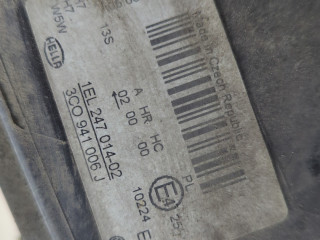 W5W
13S
HELLA
Made in Czech Republic
1EL 247 014-02
3C0 941 006 J
A HR HC PL
02 00 00
E4
10224 E